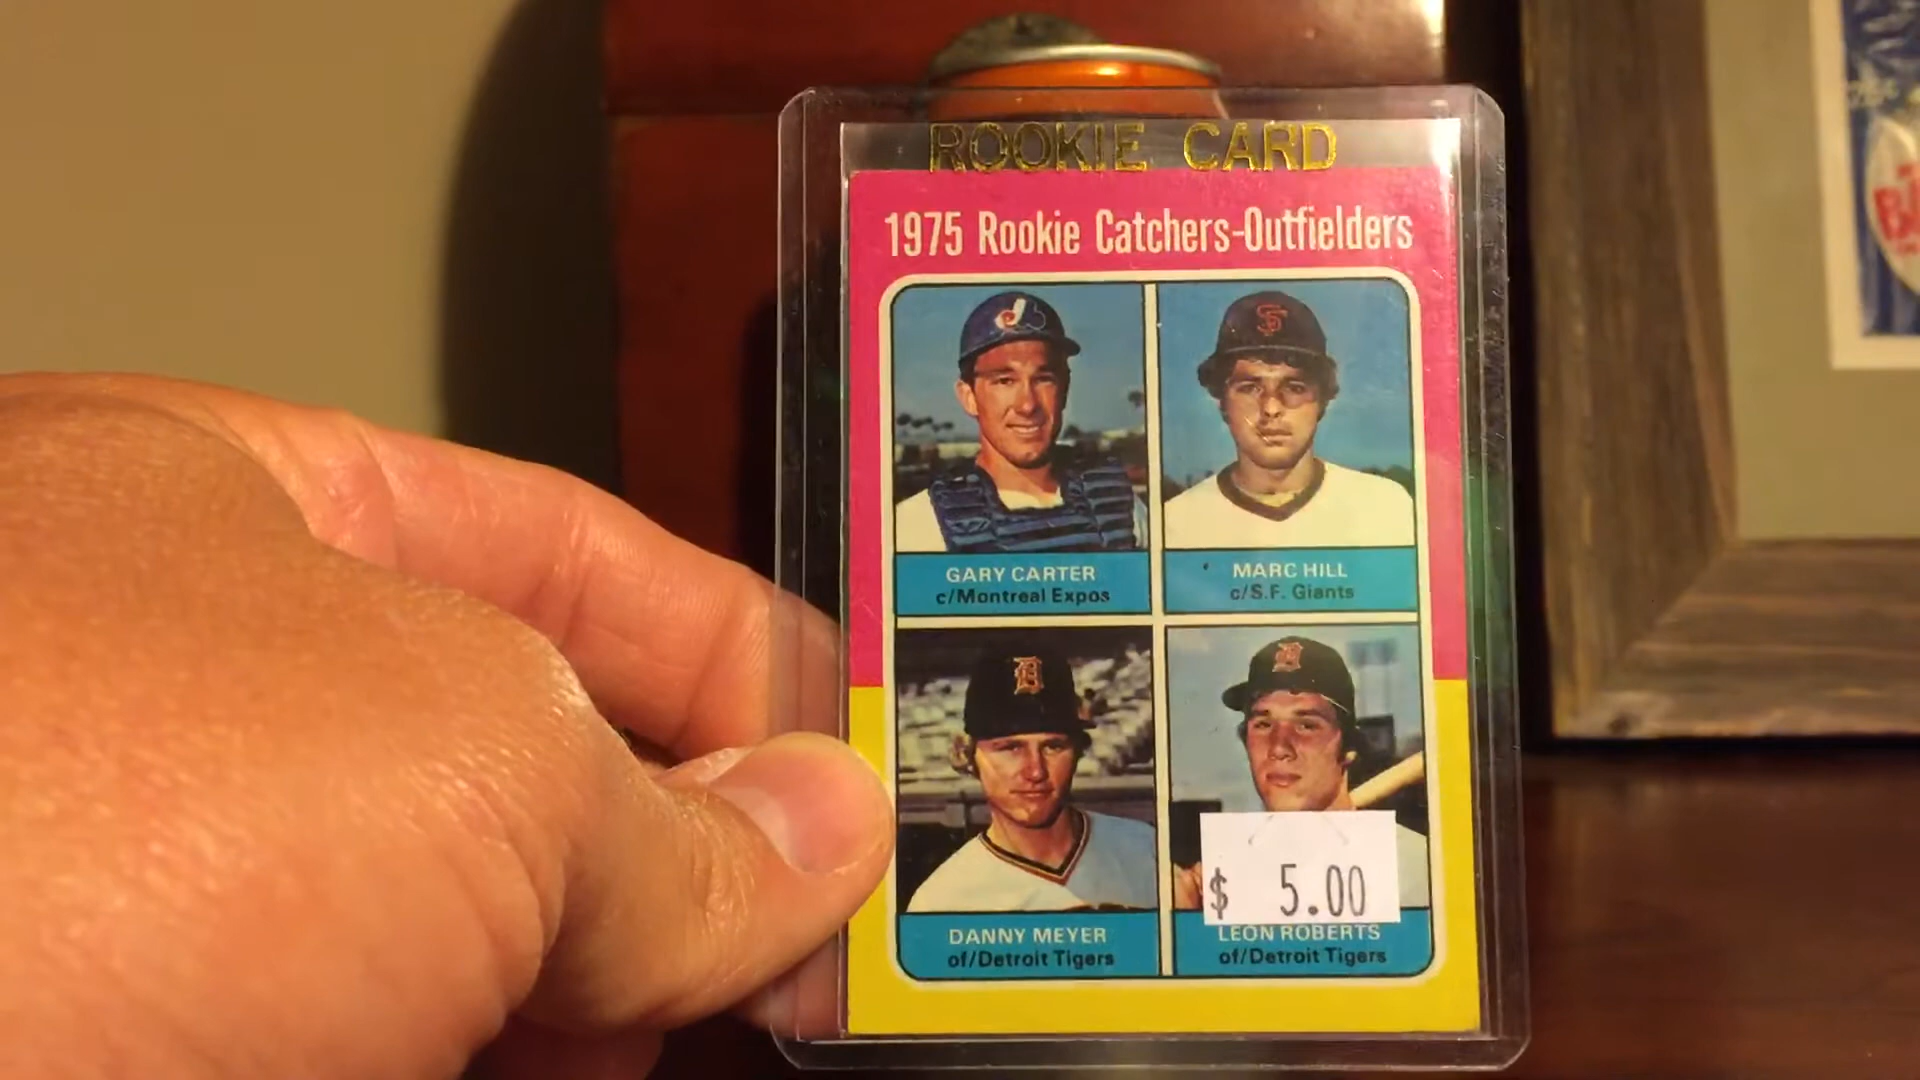 ROOKIE CARD
1975 Rookie Catchers-Outfielders
GARY CARTER
c/Montreal Expos
MARC HILL
c/S.F. Giants
DANNY MEYER
of/Detroit Tigers
$ 5.00
LEON ROBERTS
of/Detroit Tigers